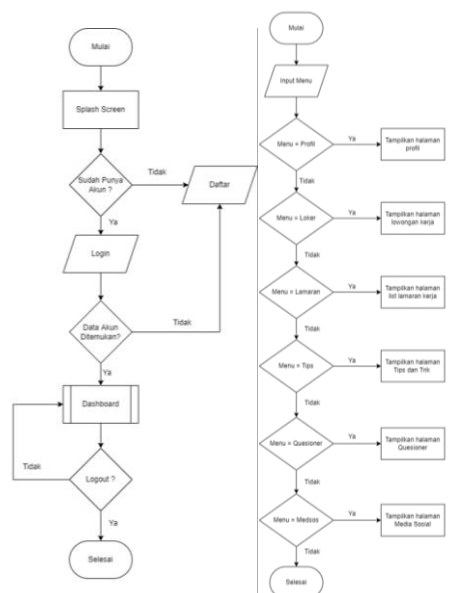 Mulai
Splash Screen
Sudah Punya
Akun ?
Tidak
Daftar
Ya
Login
Data Akun
Ditemukan?
Tidak
Ya
Dashboard
Tidak
Logout ?
Ya
Selesai
Mulai
Input Menu
Menu = Profil
Ya
Tampilkan halaman
profil
Tidak
Menu = Loker
Ya
Tampilkan halaman
lowongan kerja
Tidak
Menu = Lamaran
Ya
Tampilkan halaman
list lamaran kerja
Tidak
Menu = Tips
Ya
Tampilkan halaman
Tips dan Trik
Tidak
Menu = Quesioner
Ya
Tampilkan halaman
Quesioner
Tidak
Menu = Medsos
Ya
Tampilkan halaman
Media Sosial
Tidak
Selesai